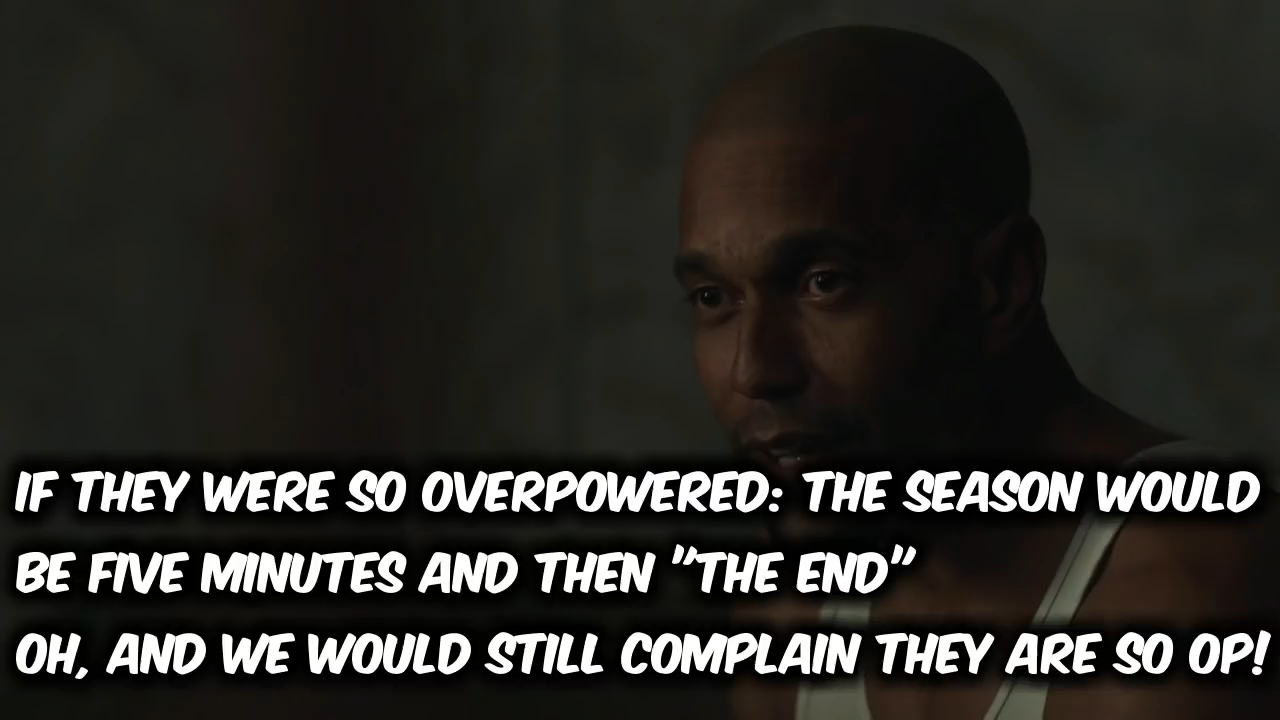 IF THEY WERE SO OVERPOWERED: THE SEASON WOULD
BE FIVE MINUTES AND THEN "THE END"
OH, AND WE WOULD STILL COMPLAIN THEY ARE SO OP!